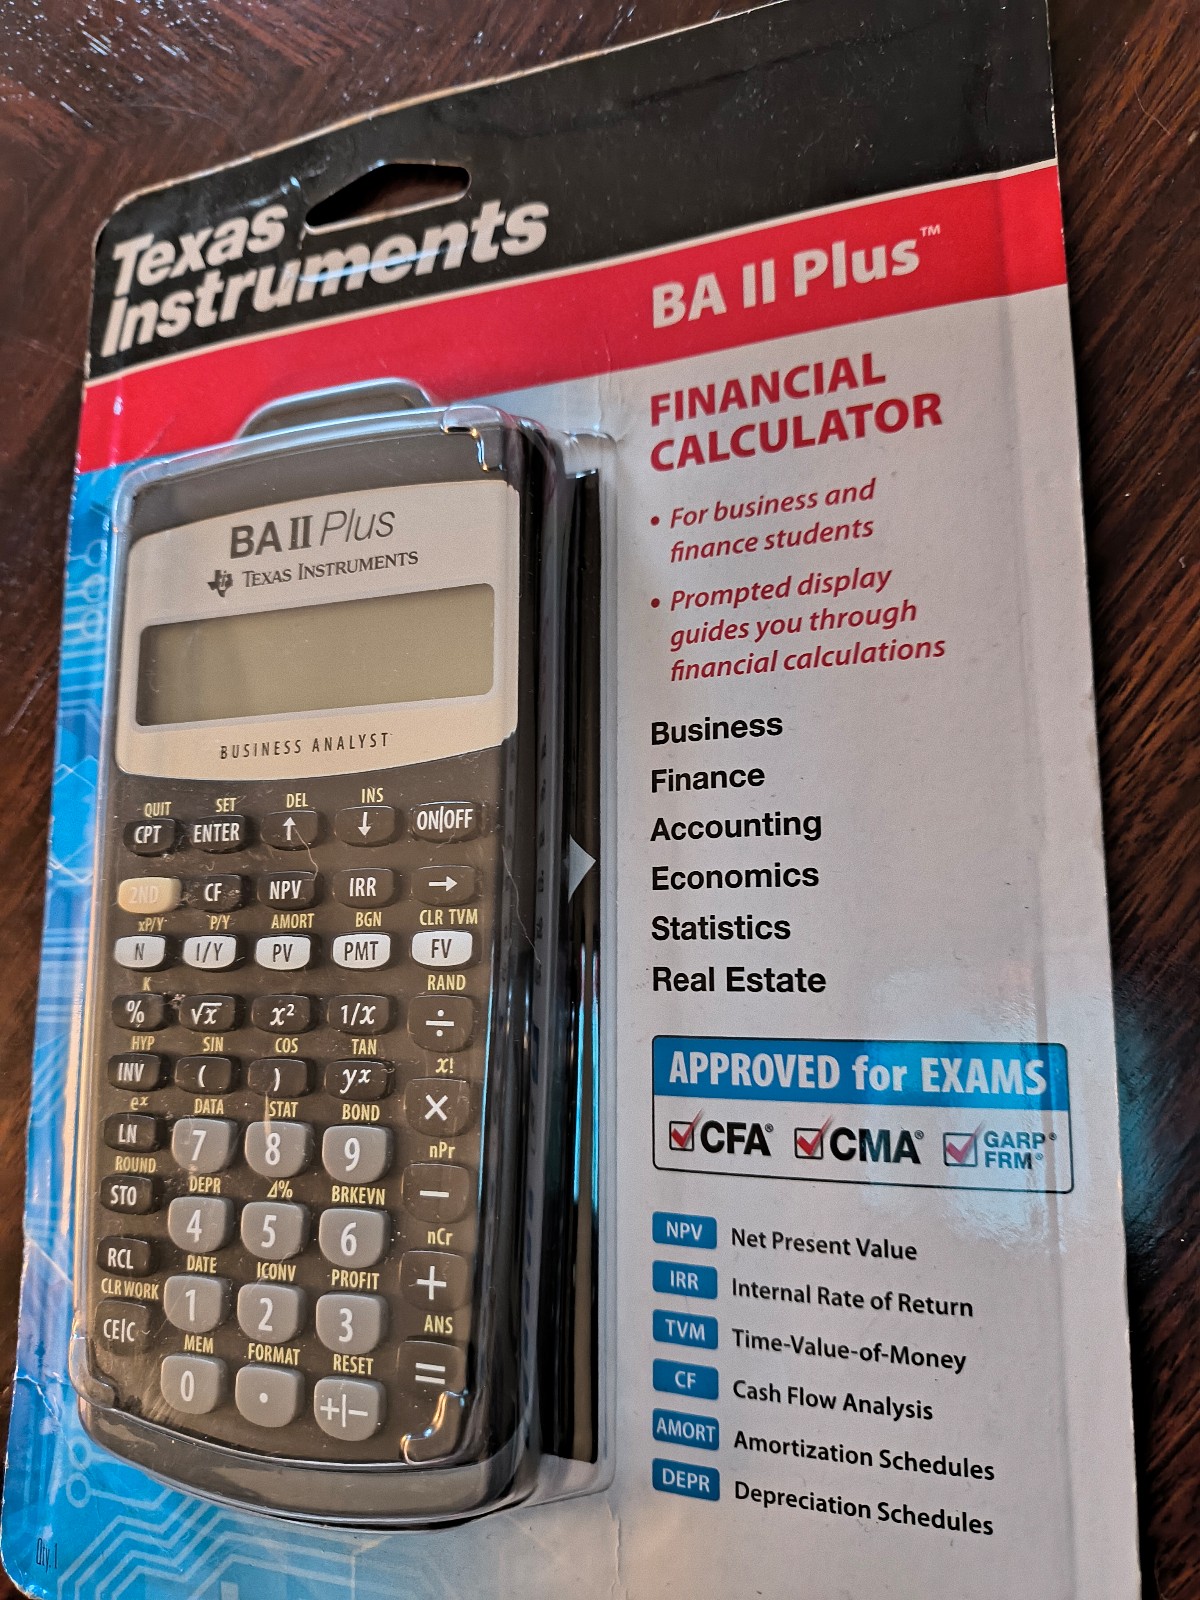 Texas
Instruments
BA II Plus™
FINANCIAL
CALCULATOR
• For business and
finance students
• Prompted display
guides you through
financial calculations
Business
Finance
Accounting
Economics
Statistics
Real Estate
APPROVED for EXAMS
CFA® CMA® GARP®
FRM®
NPV Net Present Value
IRR Internal Rate of Return
TVM Time-Value-of-Money
CF Cash Flow Analysis
AMORT Amortization Schedules
DEPR Depreciation Schedules
BA II Plus
TEXAS INSTRUMENTS
BUSINESS ANALYST
QUIT SET DEL INS
CPT ENTER ↑ ↓ ON|OFF
2ND CF NPV IRR →
xP/Y P/Y AMORT BGN CLR TVM
N I/Y PV PMT FV
K RAND
% √x x² 1/x ÷
HYP SIN COS TAN x!
INV ( ) yx ×
ex DATA STAT BOND nPr
LN 7 8 9 −
ROUND DEPR Δ% BRKEVN nCr
STO 4 5 6 +
DATE ICONV PROFIT ANS
RCL 1 2 3 =
CLR WORK MEM FORMAT RESET
CE|C 0 . +|−
Qty. 1